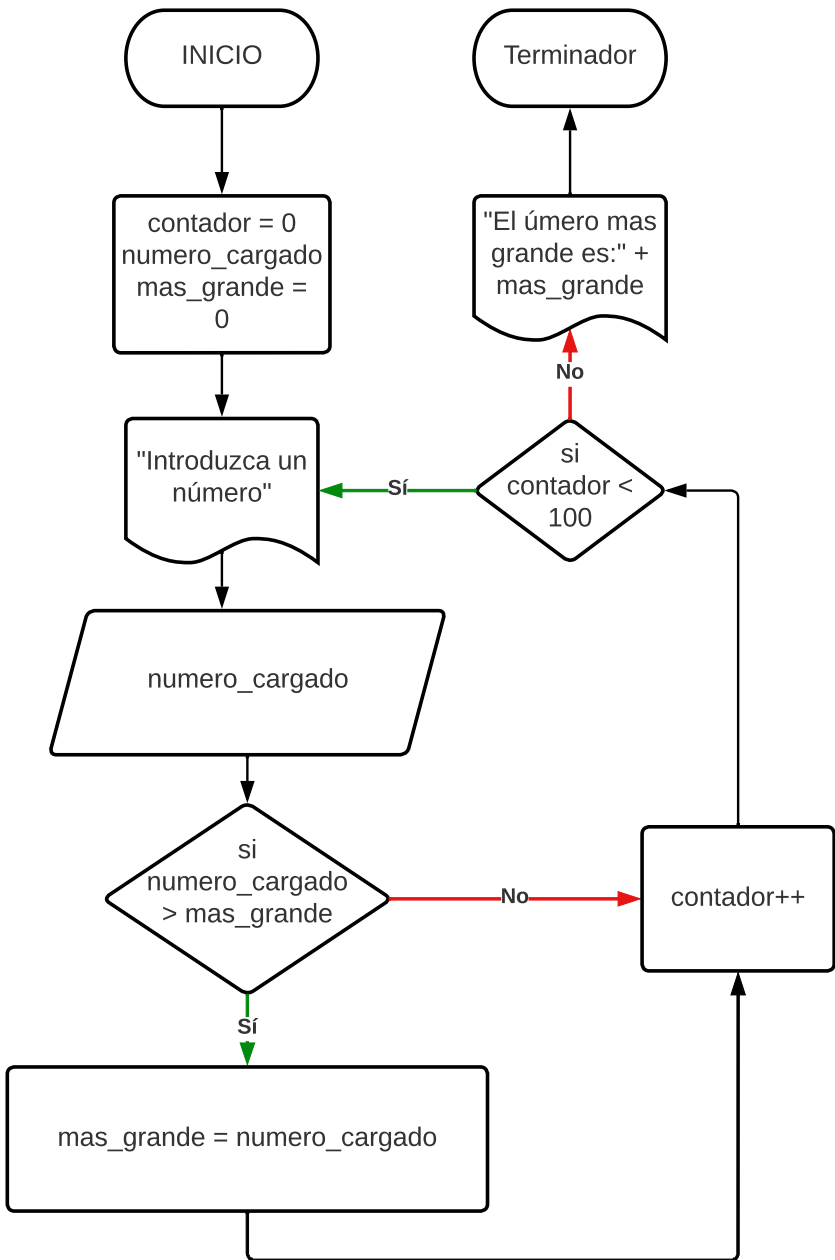 INICIO
contador = 0
numero_cargado
mas_grande =
0
"Introduzca un
número"
numero_cargado
si
numero_cargado
> mas_grande
No
Sí
mas_grande = numero_cargado
contador++
si
contador <
100
Sí
No
"El úmero mas
grande es:" +
mas_grande
Terminador